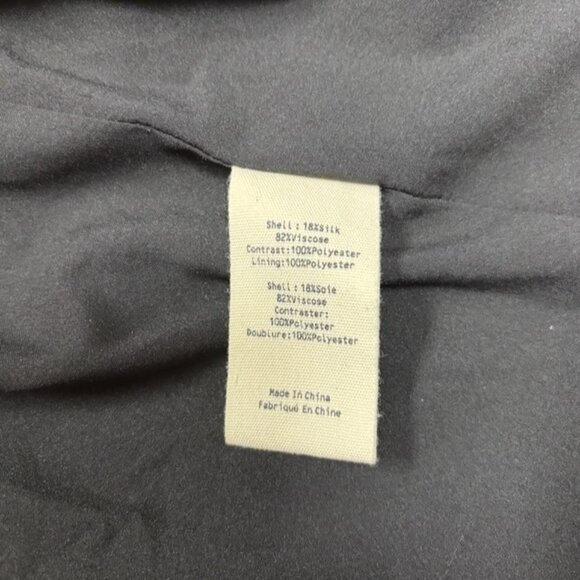 Shell : 18%Silk
82%Viscose
Contrast:100%Polyester
Lining:100%Polyester
Shell : 18%Soie
82%Viscose
Contraster:
100%Polyester
Doublure:100%Polyester
Made In China
Fabriqué En Chine